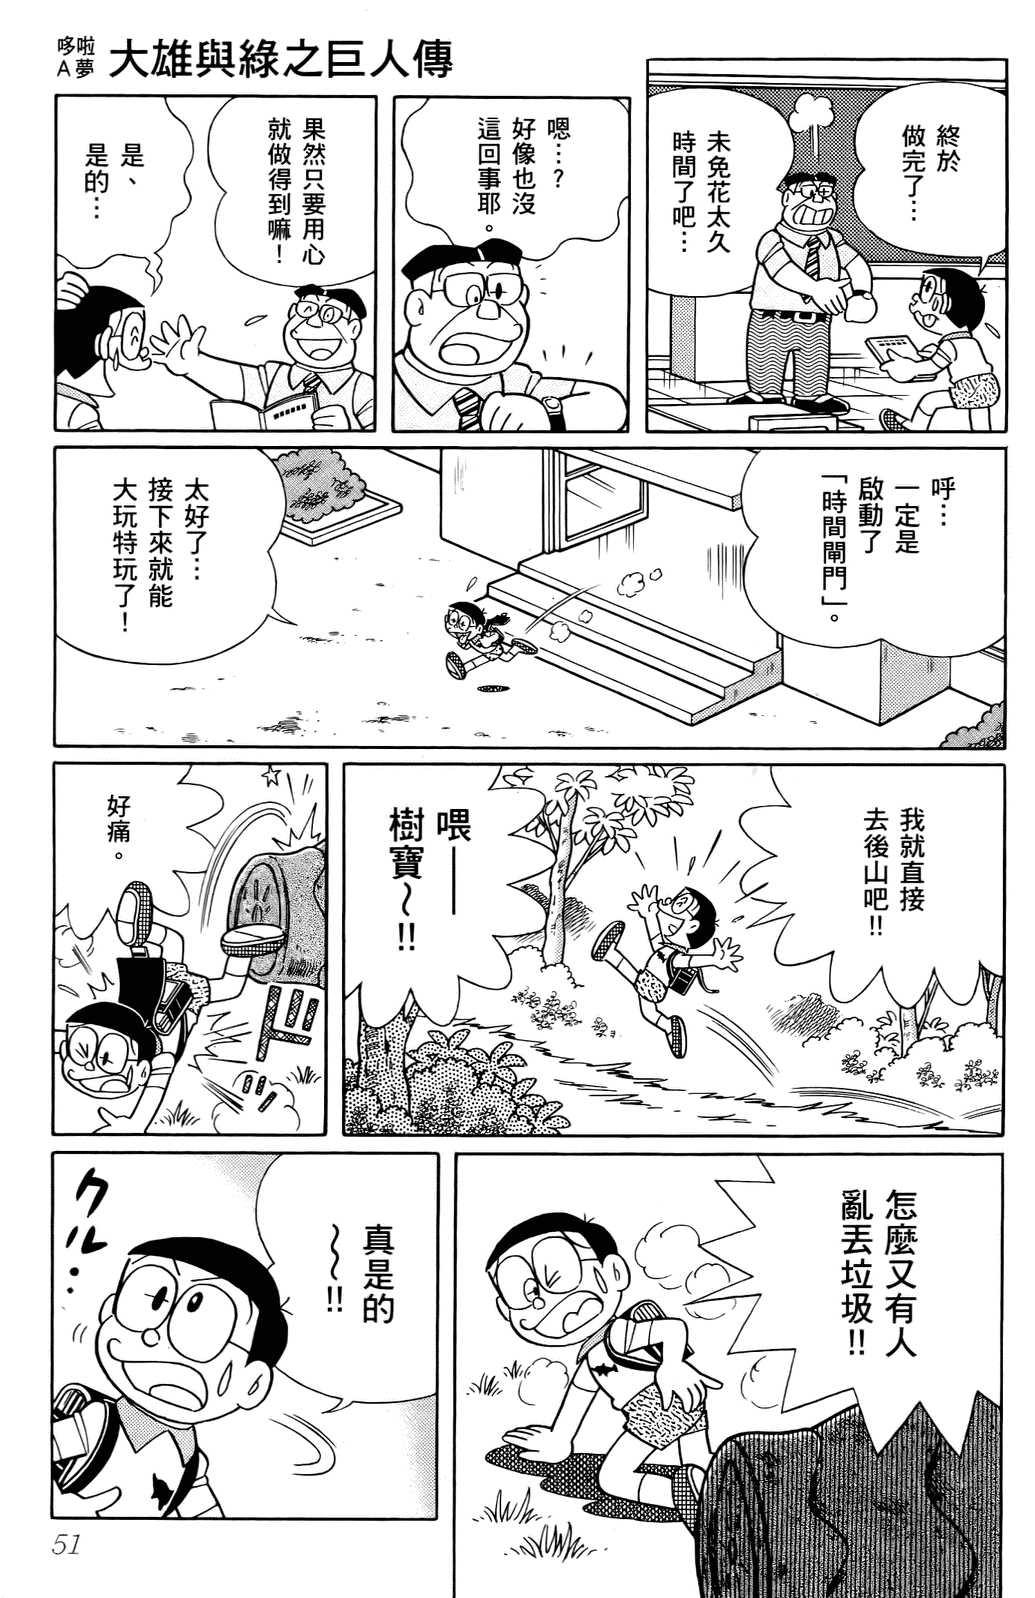 哆啦
A夢
大雄與綠之巨人傳
終於
做完了⋯
未免花太久
時間了吧⋯
嗯⋯?
好像也沒
這回事耶。
果然只要用心
就做得到嘛!
是、
是的⋯
呼⋯
一定是
啟動了
「時間閘門」。
太好了⋯
接下來就能
大玩特玩了!
我就直接
去後山吧!!
喂——
樹寶～!!
好痛。
怎麼又有人
亂丟垃圾!!
真是的
～!!
クル⋯
51